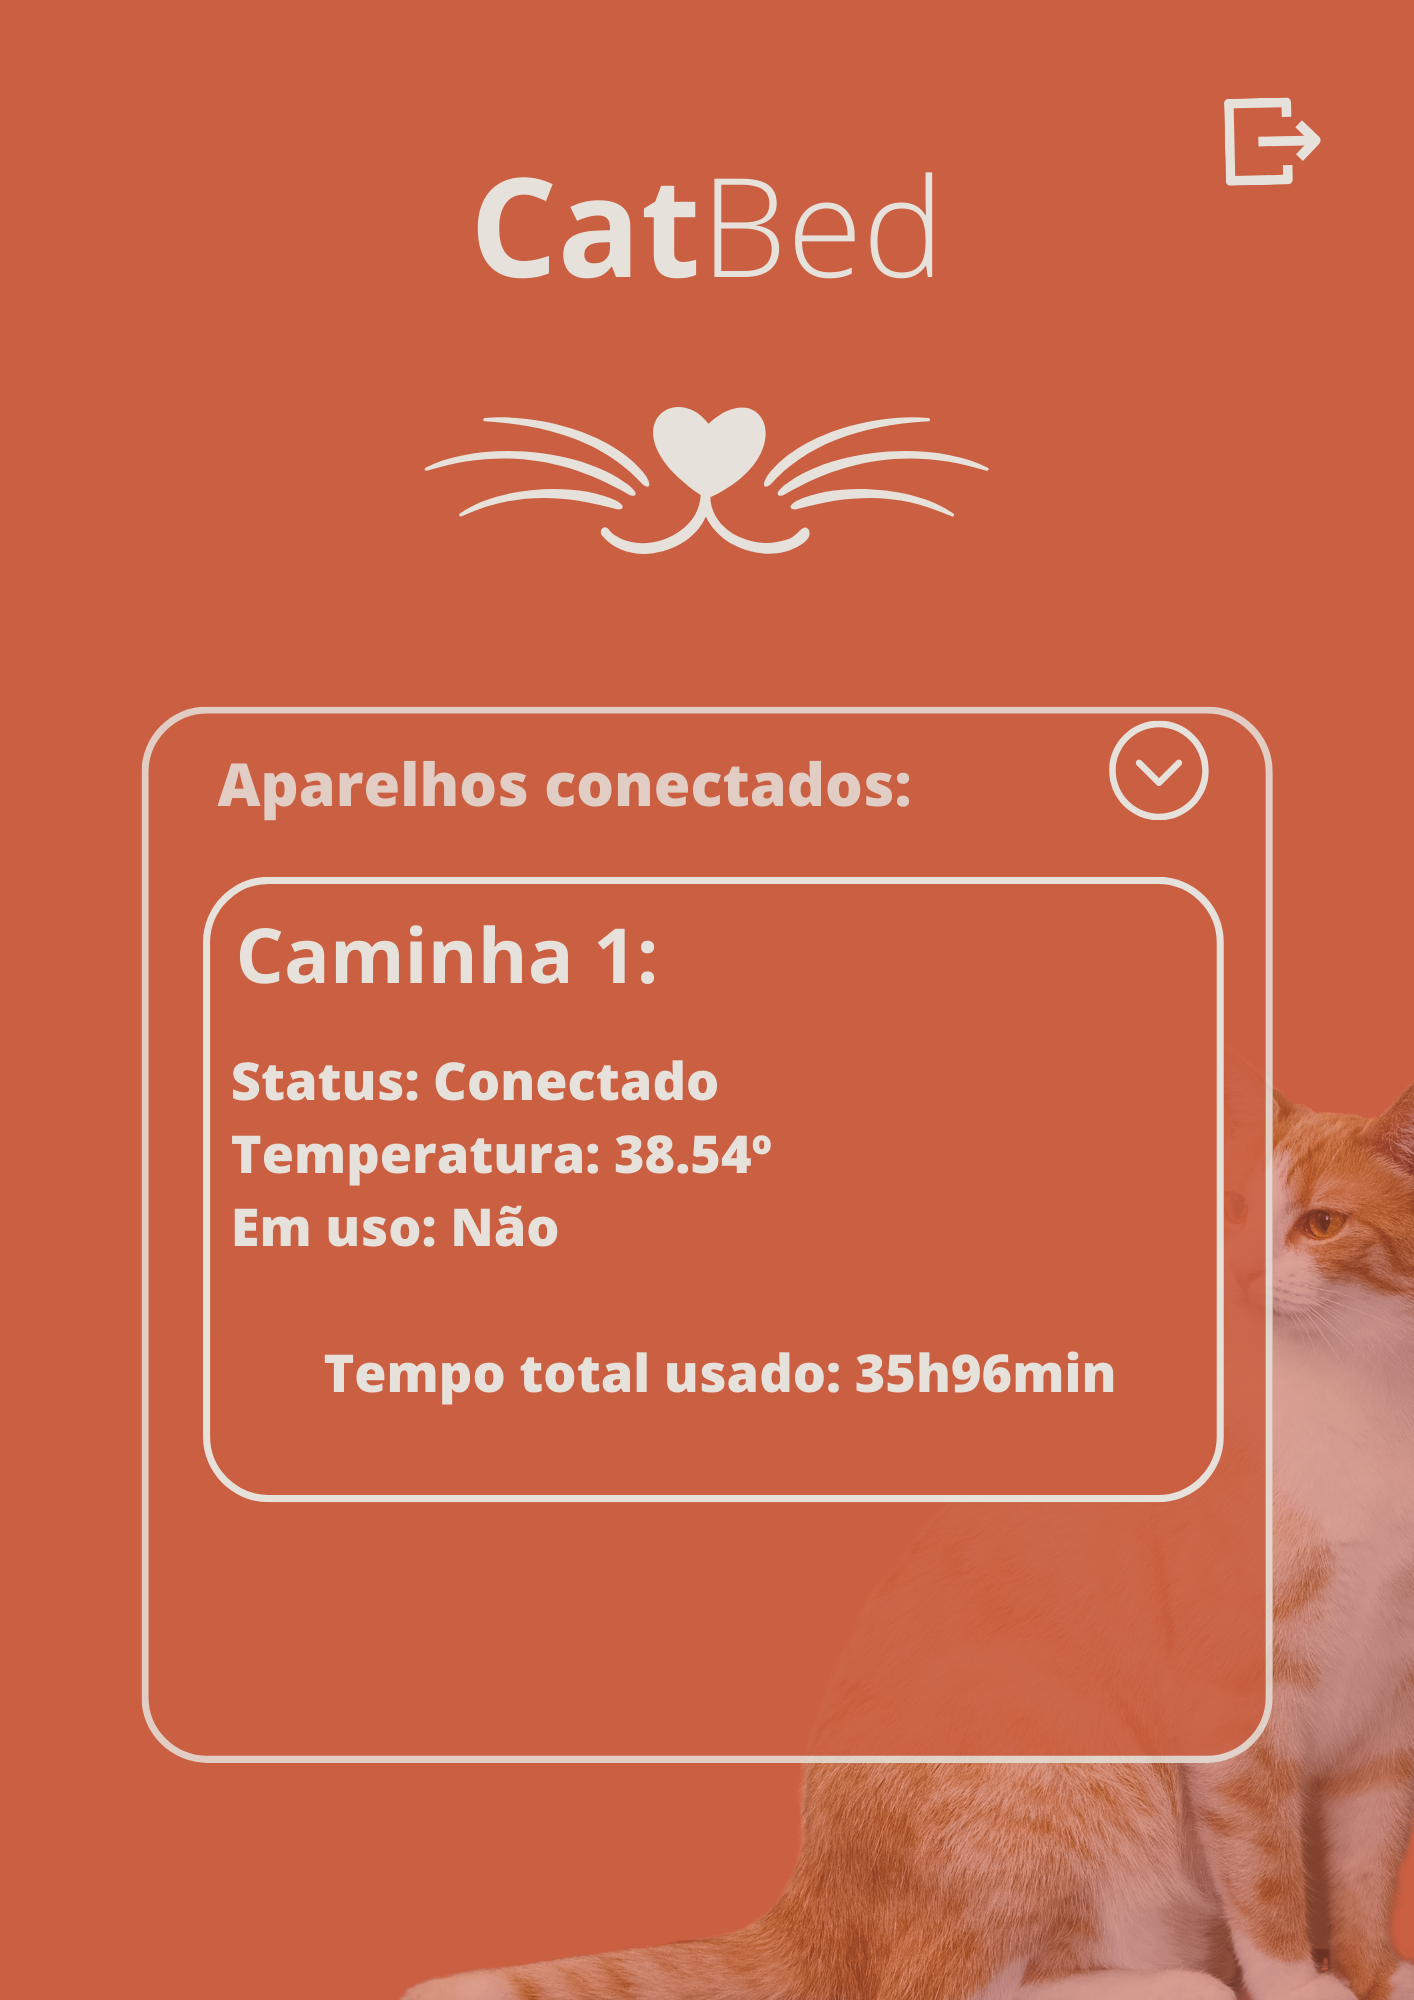 CatBed
Aparelhos conectados:
Caminha 1:
Status: Conectado
Temperatura: 38.54º
Em uso: Não
Tempo total usado: 35h96min